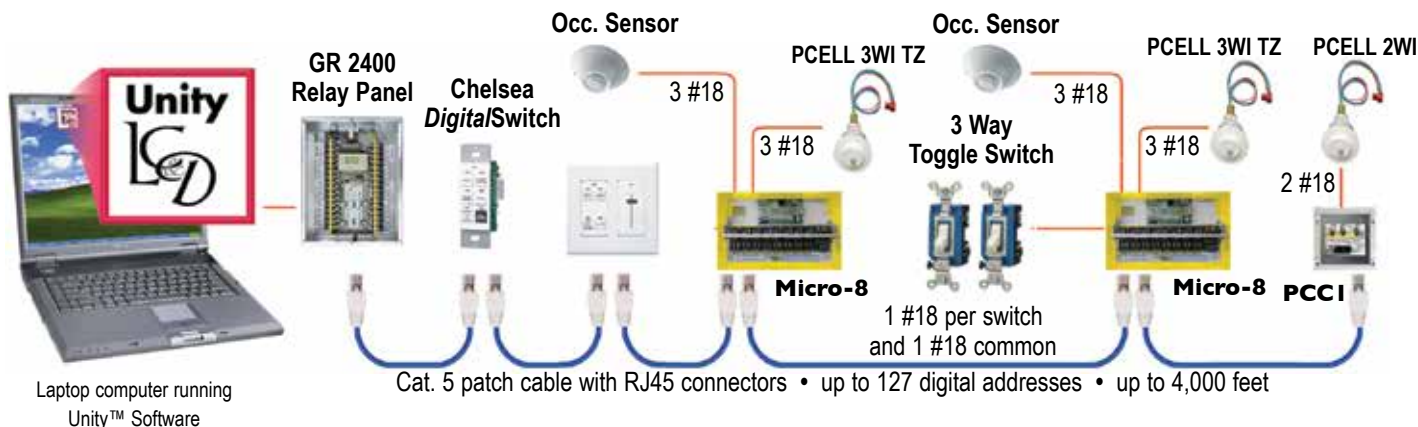 Occ. Sensor
Occ. Sensor
PCELL 3WI TZ
PCELL 3WI TZ
PCELL 2WI
GR 2400
Relay Panel
Chelsea
DigitalSwitch
3 #18
3 #18
3 #18
3 #18
2 #18
3 Way
Toggle Switch
Unity
LC&D
Micro-8
Micro-8
PCC1
1 #18 per switch
and 1 #18 common
Cat. 5 patch cable with RJ45 connectors • up to 127 digital addresses • up to 4,000 feet
Laptop computer running
Unity™ Software